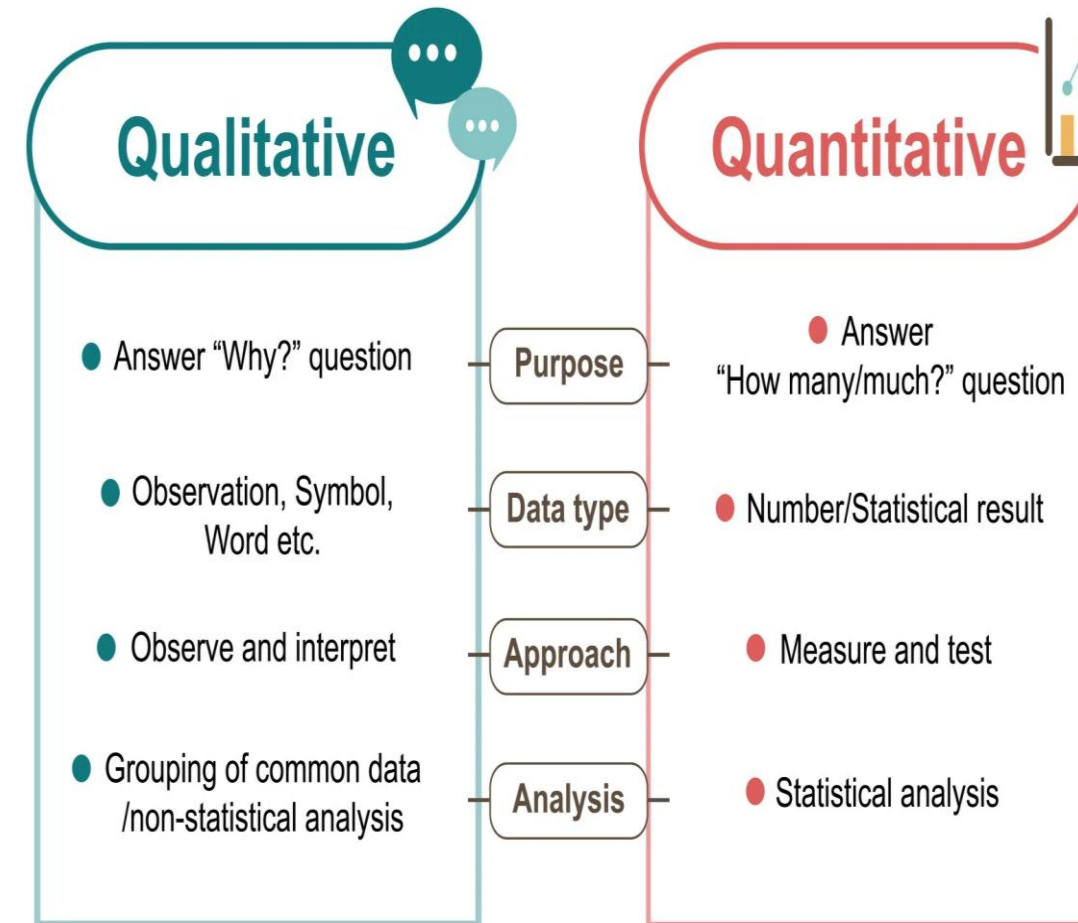 Qualitative
Quantitative
Answer “Why?” question
Purpose
Answer
“How many/much?” question
Observation, Symbol,
Word etc.
Data type
Number/Statistical result
Observe and interpret
Approach
Measure and test
Grouping of common data
/non-statistical analysis
Analysis
Statistical analysis